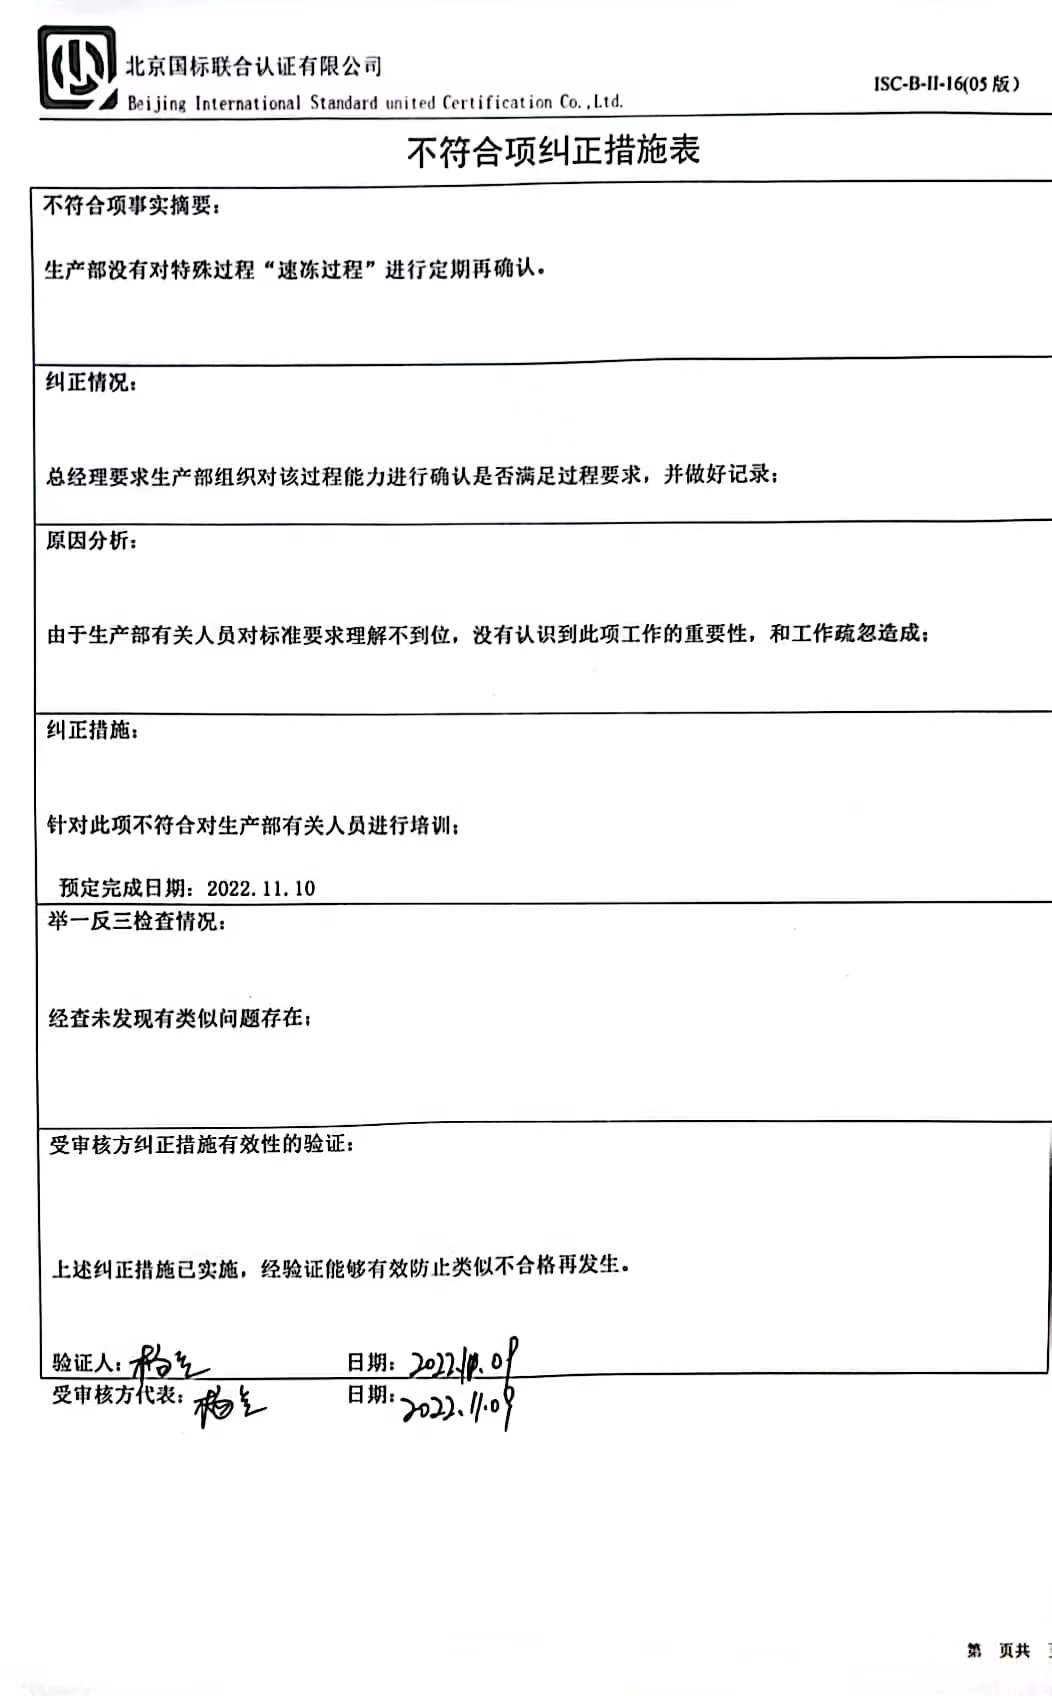 北京国标联合认证有限公司
Beijing International Standard united Certification Co.,Ltd.
ISC-B-II-16(05版)
不符合项纠正措施表
不符合项事实摘要:
生产部没有对特殊过程“速冻过程”进行定期再确认。
纠正情况:
总经理要求生产部组织对该过程能力进行确认是否满足过程要求，并做好记录;
原因分析:
由于生产部有关人员对标准要求理解不到位，没有认识到此项工作的重要性，和工作疏忽造成;
纠正措施:
针对此项不符合对生产部有关人员进行培训;
预定完成日期: 2022.11.10
举一反三检查情况:
经查未发现有类似问题存在;
受审核方纠正措施有效性的验证:
上述纠正措施已实施，经验证能够有效防止类似不合格再发生。
验证人: 日期: 2022.11.09
受审核方代表: 日期: 2022.11.09
第 页共